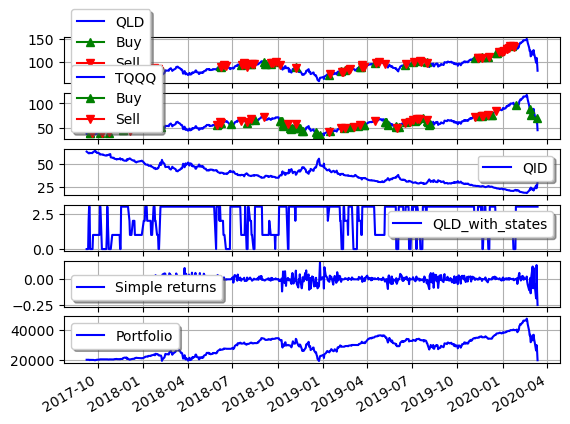 QLD
Buy
Sell
150
100
TQQQ
Buy
Sell
100
50
QID
50
25
QLD_with_states
2.5
0.0
Simple returns
0.00
−0.25
Portfolio
40000
20000
2017-10 2018-01 2018-04 2018-07 2018-10 2019-01 2019-04 2019-07 2019-10 2020-01 2020-04